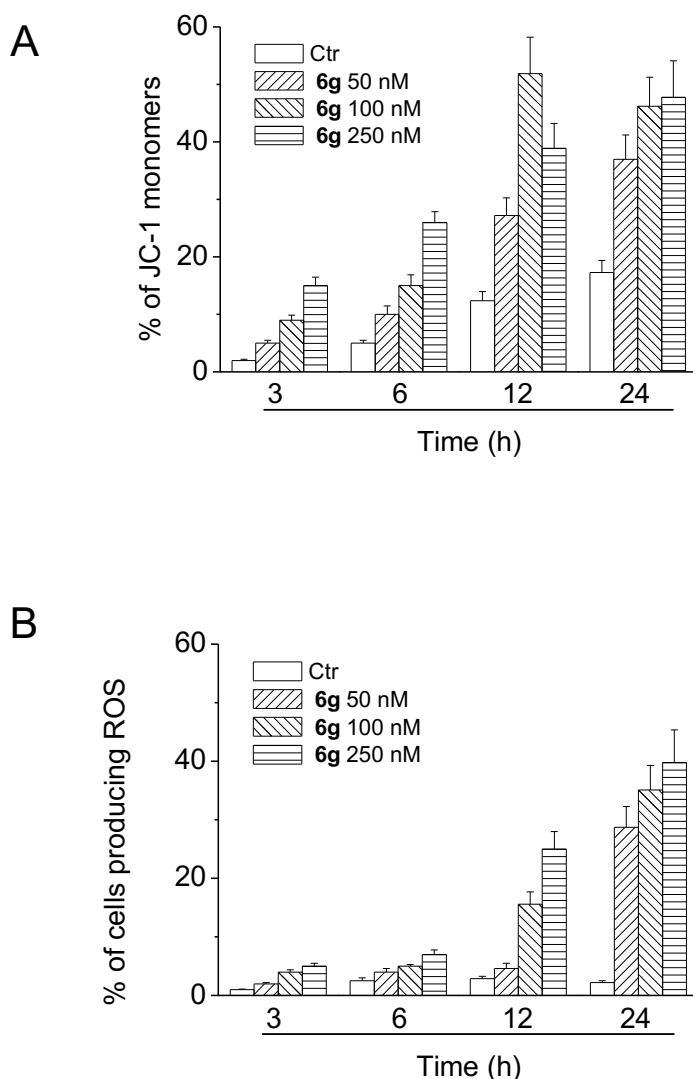 A
60
40
20
0
% of JC-1 monomers
Ctr
6g 50 nM
6g 100 nM
6g 250 nM
3 6 12 24
Time (h)
B
60
40
20
0
% of cells producing ROS
Ctr
6g 50 nM
6g 100 nM
6g 250 nM
3 6 12 24
Time (h)